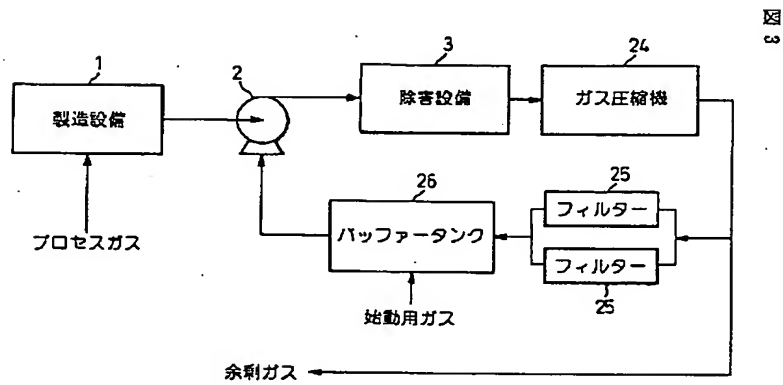 図3
1
製造設備
プロセスガス
2
3
除害設備
24
ガス圧縮機
25
フィルター
フィルター
25
26
バッファータンク
始動用ガス
余剰ガス